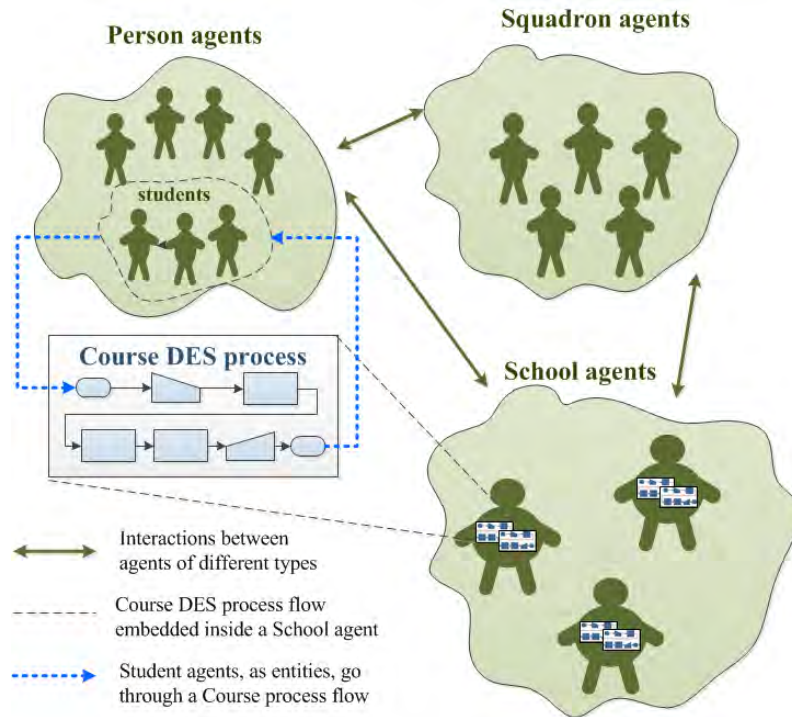 Person agents
Squadron agents
students
Course DES process
School agents
Interactions between
agents of different types
Course DES process flow
embedded inside a School agent
Student agents, as entities, go
through a Course process flow